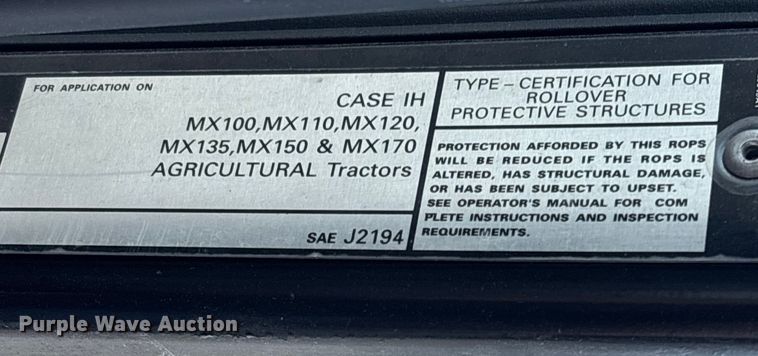 FOR APPLICATION ON
CASE IH
MX100,MX110,MX120,
MX135,MX150 & MX170
AGRICULTURAL Tractors
SAE J2194
TYPE - CERTIFICATION FOR
ROLLOVER
PROTECTIVE STRUCTURES
PROTECTION AFFORDED BY THIS ROPS
WILL BE REDUCED IF THE ROPS IS
ALTERED, HAS STRUCTURAL DAMAGE,
OR HAS BEEN SUBJECT TO UPSET.
SEE OPERATOR'S MANUAL FOR COM
PLETE INSTRUCTIONS AND INSPECTION
REQUIREMENTS.
Purple Wave Auction